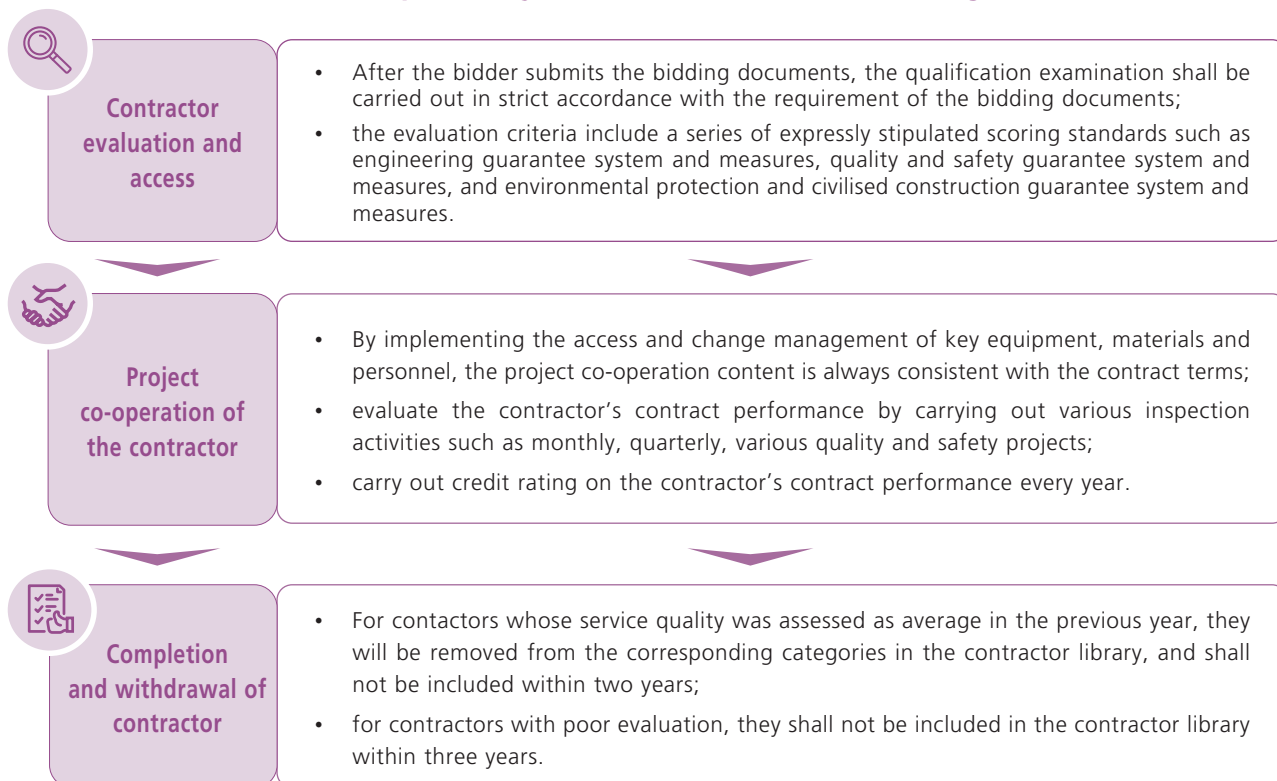 Contractor
evaluation and
access
• After the bidder submits the bidding documents, the qualification examination shall be
carried out in strict accordance with the requirement of the bidding documents;
• the evaluation criteria include a series of expressly stipulated scoring standards such as
engineering guarantee system and measures, quality and safety guarantee system and
measures, and environmental protection and civilised construction guarantee system and
measures.
Project
co-operation of
the contractor
• By implementing the access and change management of key equipment, materials and
personnel, the project co-operation content is always consistent with the contract terms;
• evaluate the contractor’s contract performance by carrying out various inspection
activities such as monthly, quarterly, various quality and safety projects;
• carry out credit rating on the contractor’s contract performance every year.
Completion
and withdrawal of
contractor
• For contactors whose service quality was assessed as average in the previous year, they
will be removed from the corresponding categories in the contractor library, and shall
not be included within two years;
• for contractors with poor evaluation, they shall not be included in the contractor library
within three years.